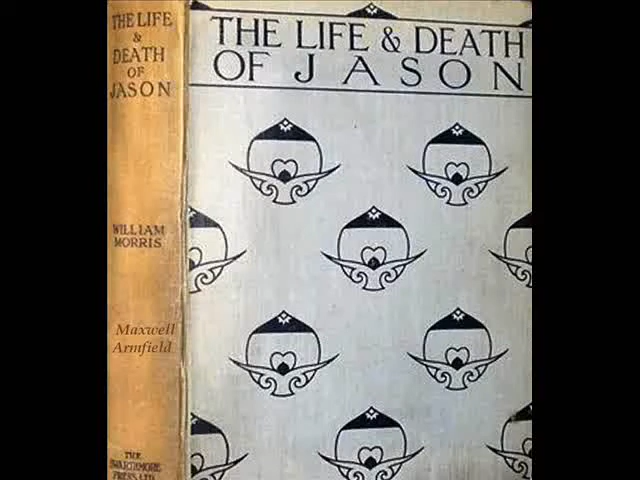 THE LIFE
&
DEATH
OF
JASON
WILLIAM
MORRIS
Maxwell
Armfield
THE
SWARTHMORE
PRESS LTD.
THE LIFE & DEATH
OF JASON